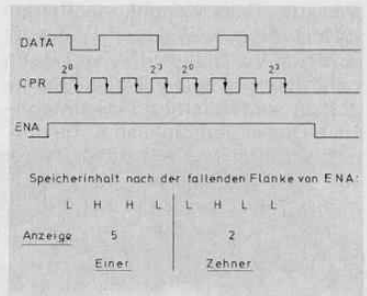 DATA
2⁰ 2³ 2⁰ 2³
CPR
ENA
Speicherinhalt nach der fallenden Flanke von ENA:
L H H L L H L L
Anzeige 5 2
Einer Zehner